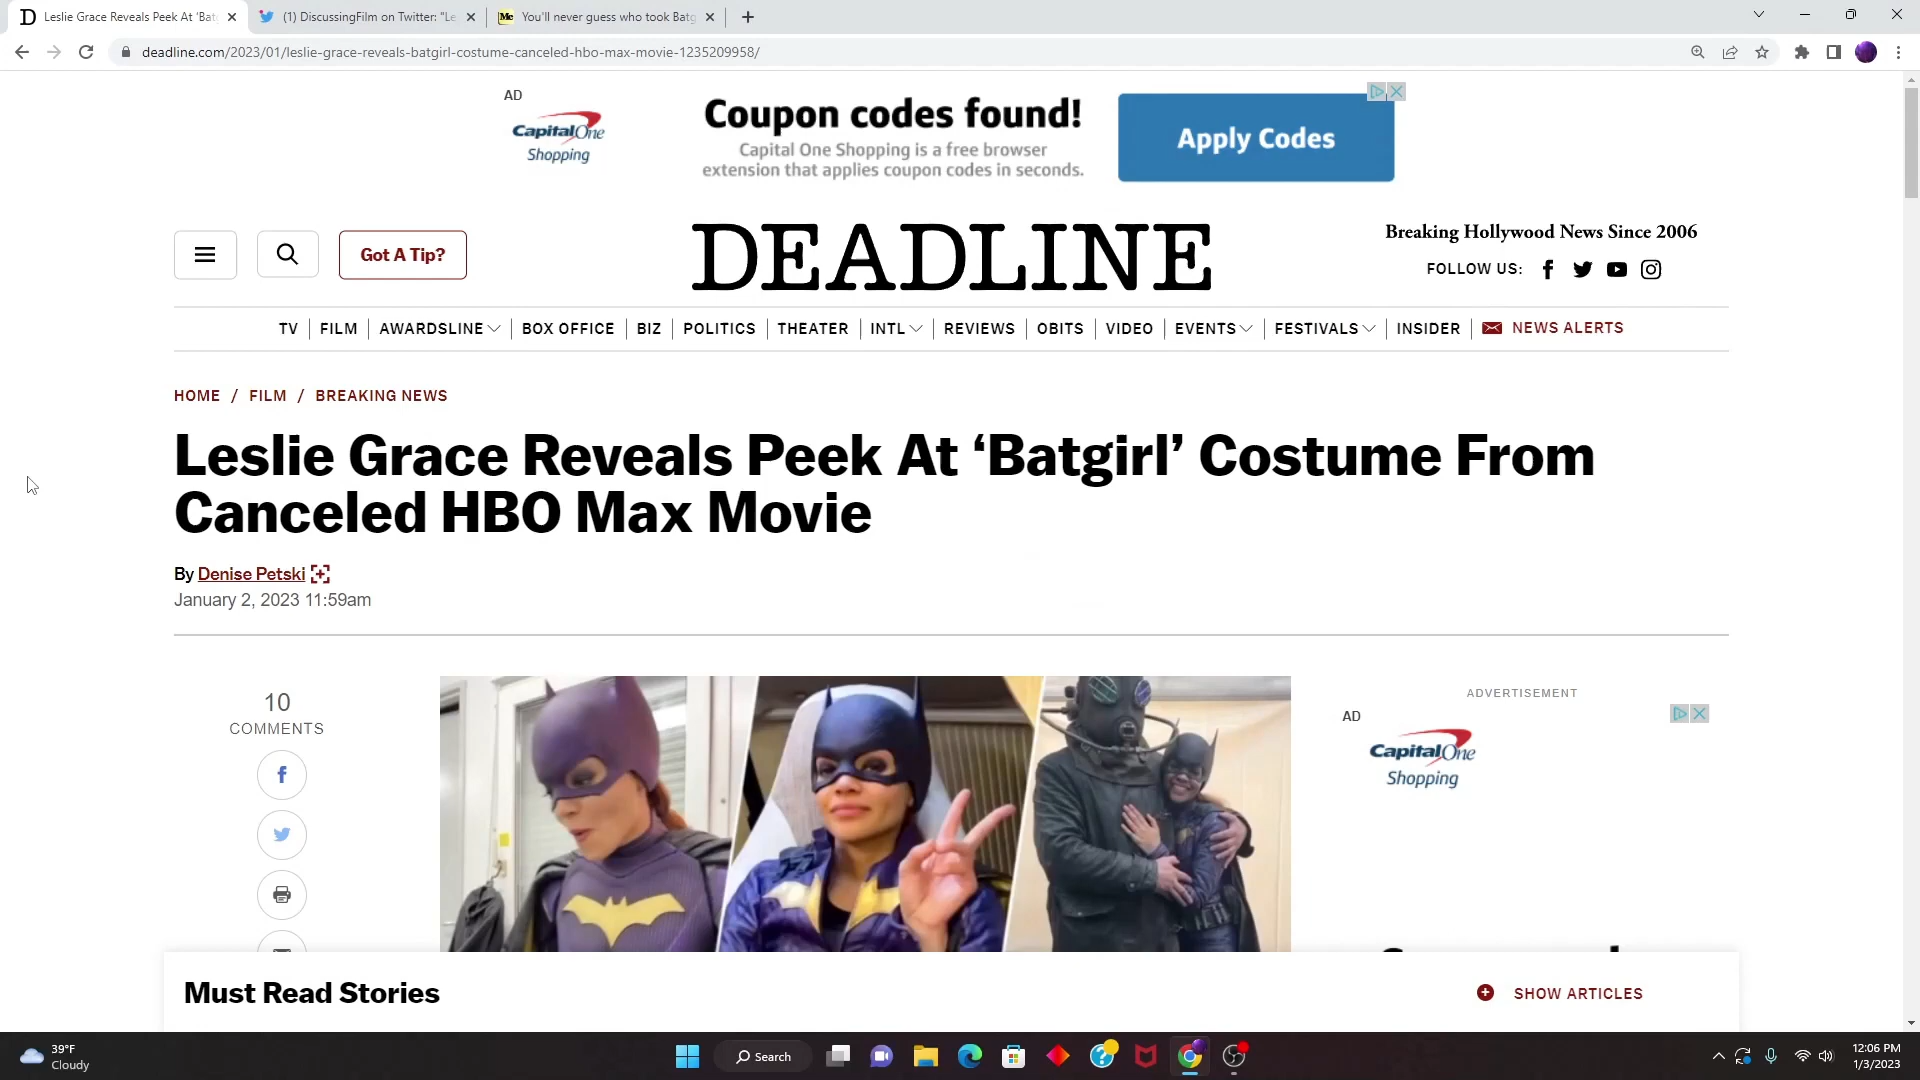 Leslie Grace Reveals Peek At 'Bat
(1) DiscussingFilm on Twitter: "Le
Me
You'll never guess who took Batg
deadline.com/2023/01/leslie-grace-reveals-batgirl-costume-canceled-hbo-max-movie-1235209958/
AD
CapitalOne
Shopping
Coupon codes found!
Capital One Shopping is a free browser
extension that applies coupon codes in seconds.
Apply Codes
Got A Tip?
DEADLINE
Breaking Hollywood News Since 2006
FOLLOW US:
TV FILM AWARDSLINE BOX OFFICE BIZ POLITICS THEATER INTL REVIEWS OBITS VIDEO EVENTS FESTIVALS INSIDER NEWS ALERTS
HOME / FILM / BREAKING NEWS
Leslie Grace Reveals Peek At ‘Batgirl’ Costume From
Canceled HBO Max Movie
By Denise Petski
January 2, 2023 11:59am
10
COMMENTS
ADVERTISEMENT
AD
CapitalOne
Shopping
Must Read Stories
SHOW ARTICLES
39°F
Cloudy
Search
12:06 PM
1/3/2023